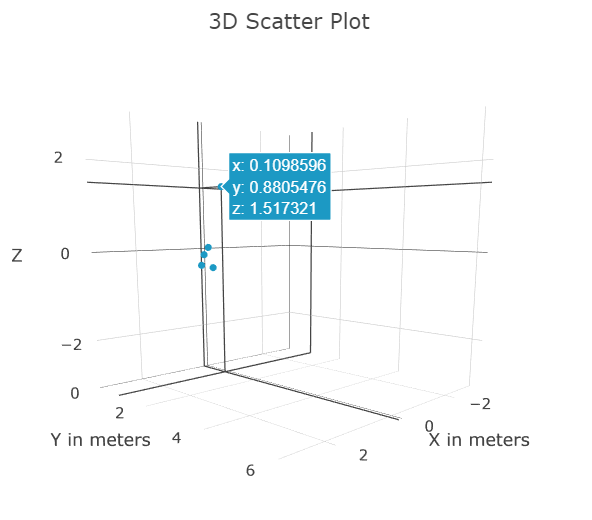 3D Scatter Plot
x: 0.1098596
y: 0.8805476
z: 1.517321
2
Z
0
−2
0
2
4
6
2
0
−2
Y in meters
X in meters